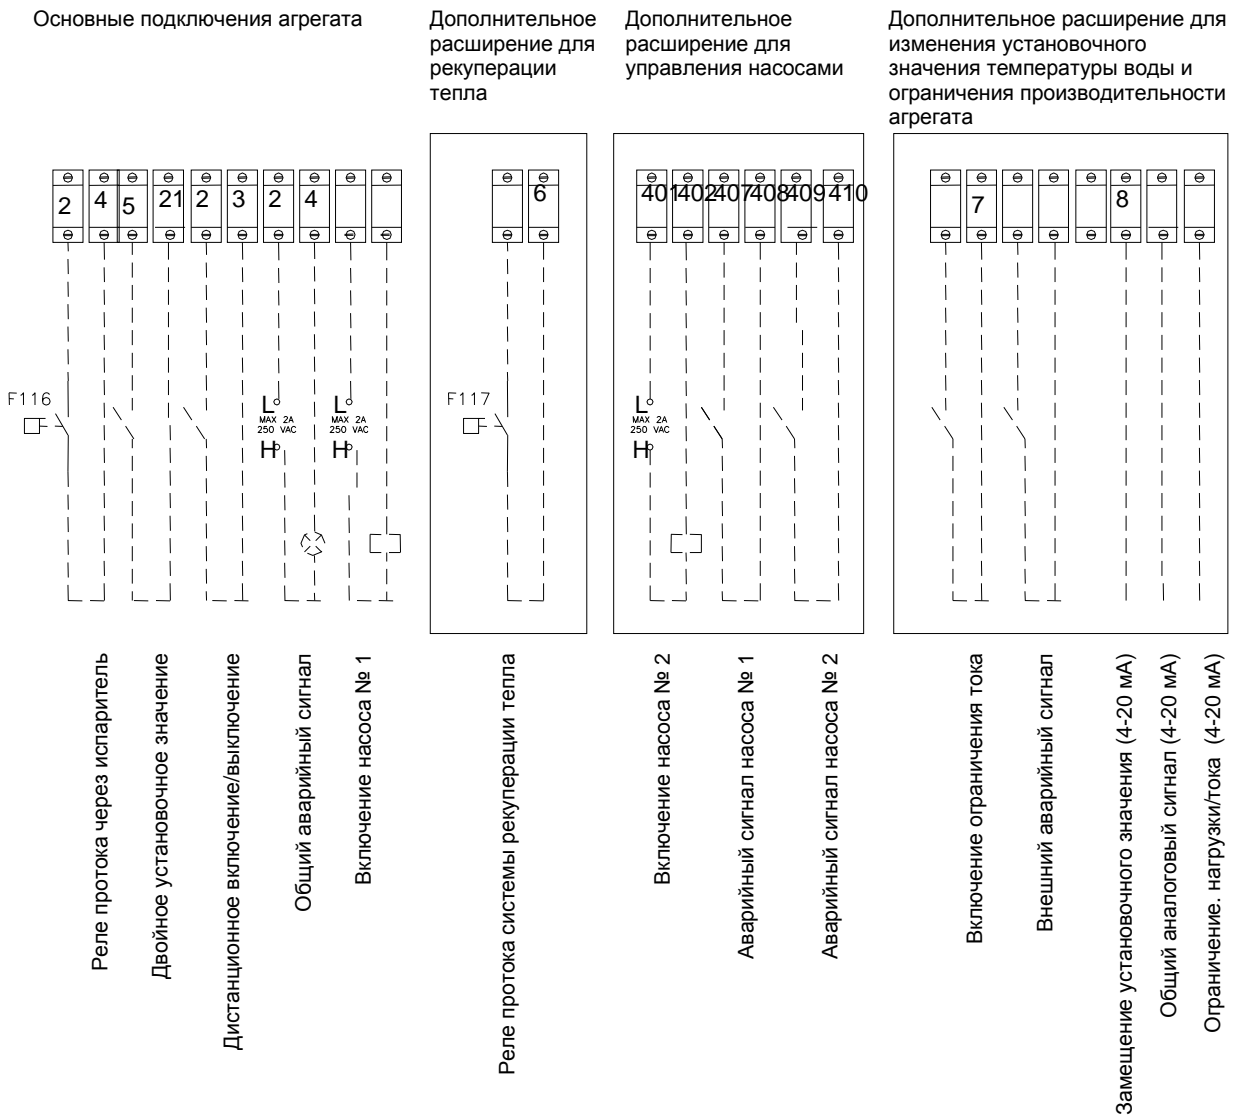 Основные подключения агрегата
Дополнительное
расширение для
рекуперации
тепла
Дополнительное
расширение для
управления насосами
Дополнительное расширение для
изменения установочного
значения температуры воды и
ограничения производительности
агрегата
2 4 5 21 2 3 2 4
6
401 402 407 408 409 410
7 8
F116
L
MAX 2A
250 VAC
H
L
MAX 2A
250 VAC
H
F117
L
MAX 2A
250 VAC
H
Реле протока через испаритель
Двойное установочное значение
Дистанционное включение/выключение
Общий аварийный сигнал
Включение насоса № 1
Реле протока системы рекуперации тепла
Включение насоса № 2
Аварийный сигнал насоса № 1
Аварийный сигнал насоса № 2
Включение ограничения тока
Внешний аварийный сигнал
Замещение установочного значения (4-20 мА)
Общий аналоговый сигнал (4-20 мА)
Ограничение. нагрузки/тока (4-20 мА)